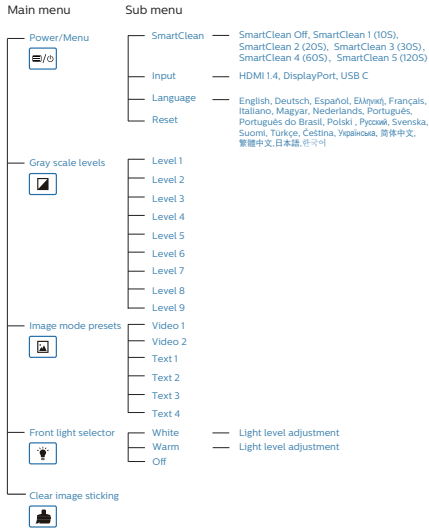 Main menu
Sub menu
Power/Menu
SmartClean
SmartClean Off, SmartClean 1 (10S),
SmartClean 2 (20S), SmartClean 3 (30S),
SmartClean 4 (60S), SmartClean 5 (120S)
Input
HDMI 1.4, DisplayPort, USB C
Language
English, Deutsch, Español, Ελληνική, Français,
Italiano, Magyar, Nederlands, Português,
Português do Brasil, Polski , Русский, Svenska,
Suomi, Türkçe, Čeština, Українська, 简体中文,
繁體中文,日本語,한국어
Reset
Gray scale levels
Level 1
Level 2
Level 3
Level 4
Level 5
Level 6
Level 7
Level 8
Level 9
Image mode presets
Video 1
Video 2
Text 1
Text 2
Text 3
Text 4
Front light selector
White
Light level adjustment
Warm
Light level adjustment
Off
Clear image sticking